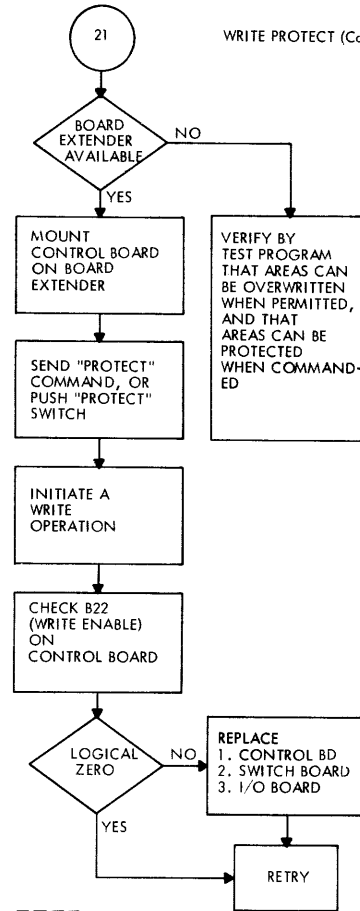 21
WRITE PROTECT (Co
BOARD
EXTENDER
AVAILABLE
NO
YES
MOUNT
CONTROL BOARD
ON BOARD
EXTENDER
VERIFY BY
TEST PROGRAM
THAT AREAS CAN
BE OVERWRITTEN
WHEN PERMITTED,
AND THAT
AREAS CAN BE
PROTECTED
WHEN COMMAND-
ED
SEND "PROTECT"
COMMAND, OR
PUSH "PROTECT"
SWITCH
INITIATE A
WRITE
OPERATION
CHECK B22
(WRITE ENABLE)
ON
CONTROL BOARD
LOGICAL
ZERO
NO
YES
REPLACE
1. CONTROL BD
2. SWITCH BOARD
3. I/O BOARD
RETRY